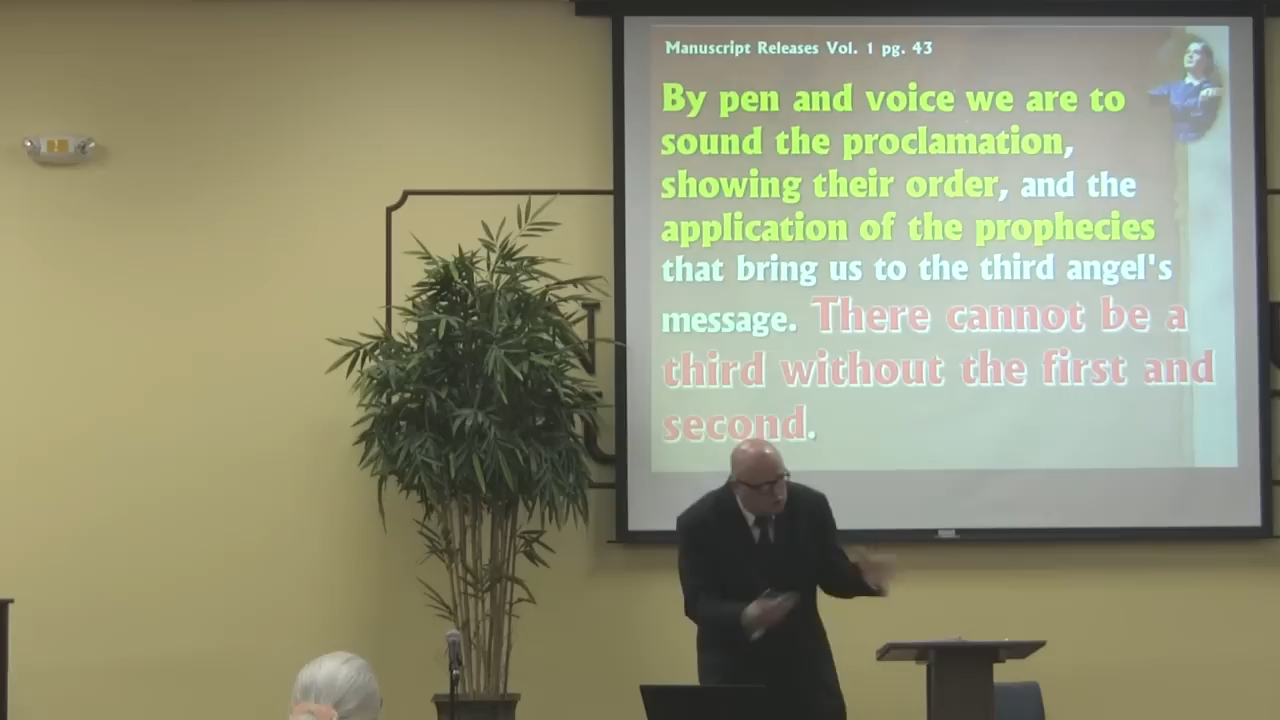 Manuscript Releases Vol. 1 pg. 43
By pen and voice we are to
sound the proclamation,
showing their order, and the
application of the prophecies
that bring us to the third angel's
message. There cannot be a
third without the first and
second.